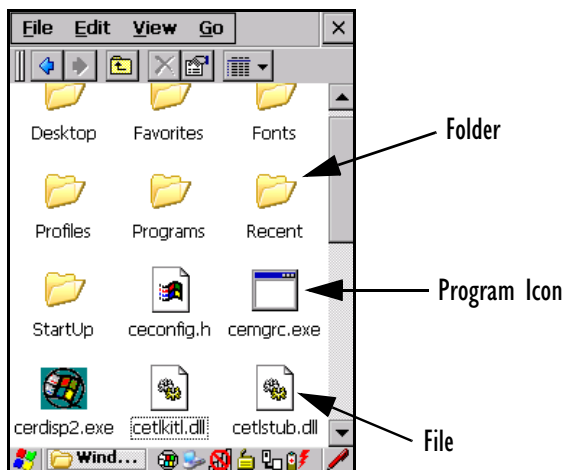 File Edit View Go
Desktop Favorites Fonts
Folder
Profiles Programs Recent
Program Icon
StartUp ceconfig.h cemgrc.exe
cerdisp2.exe cetlkitl.dll cetlstub.dll
File
Wind...